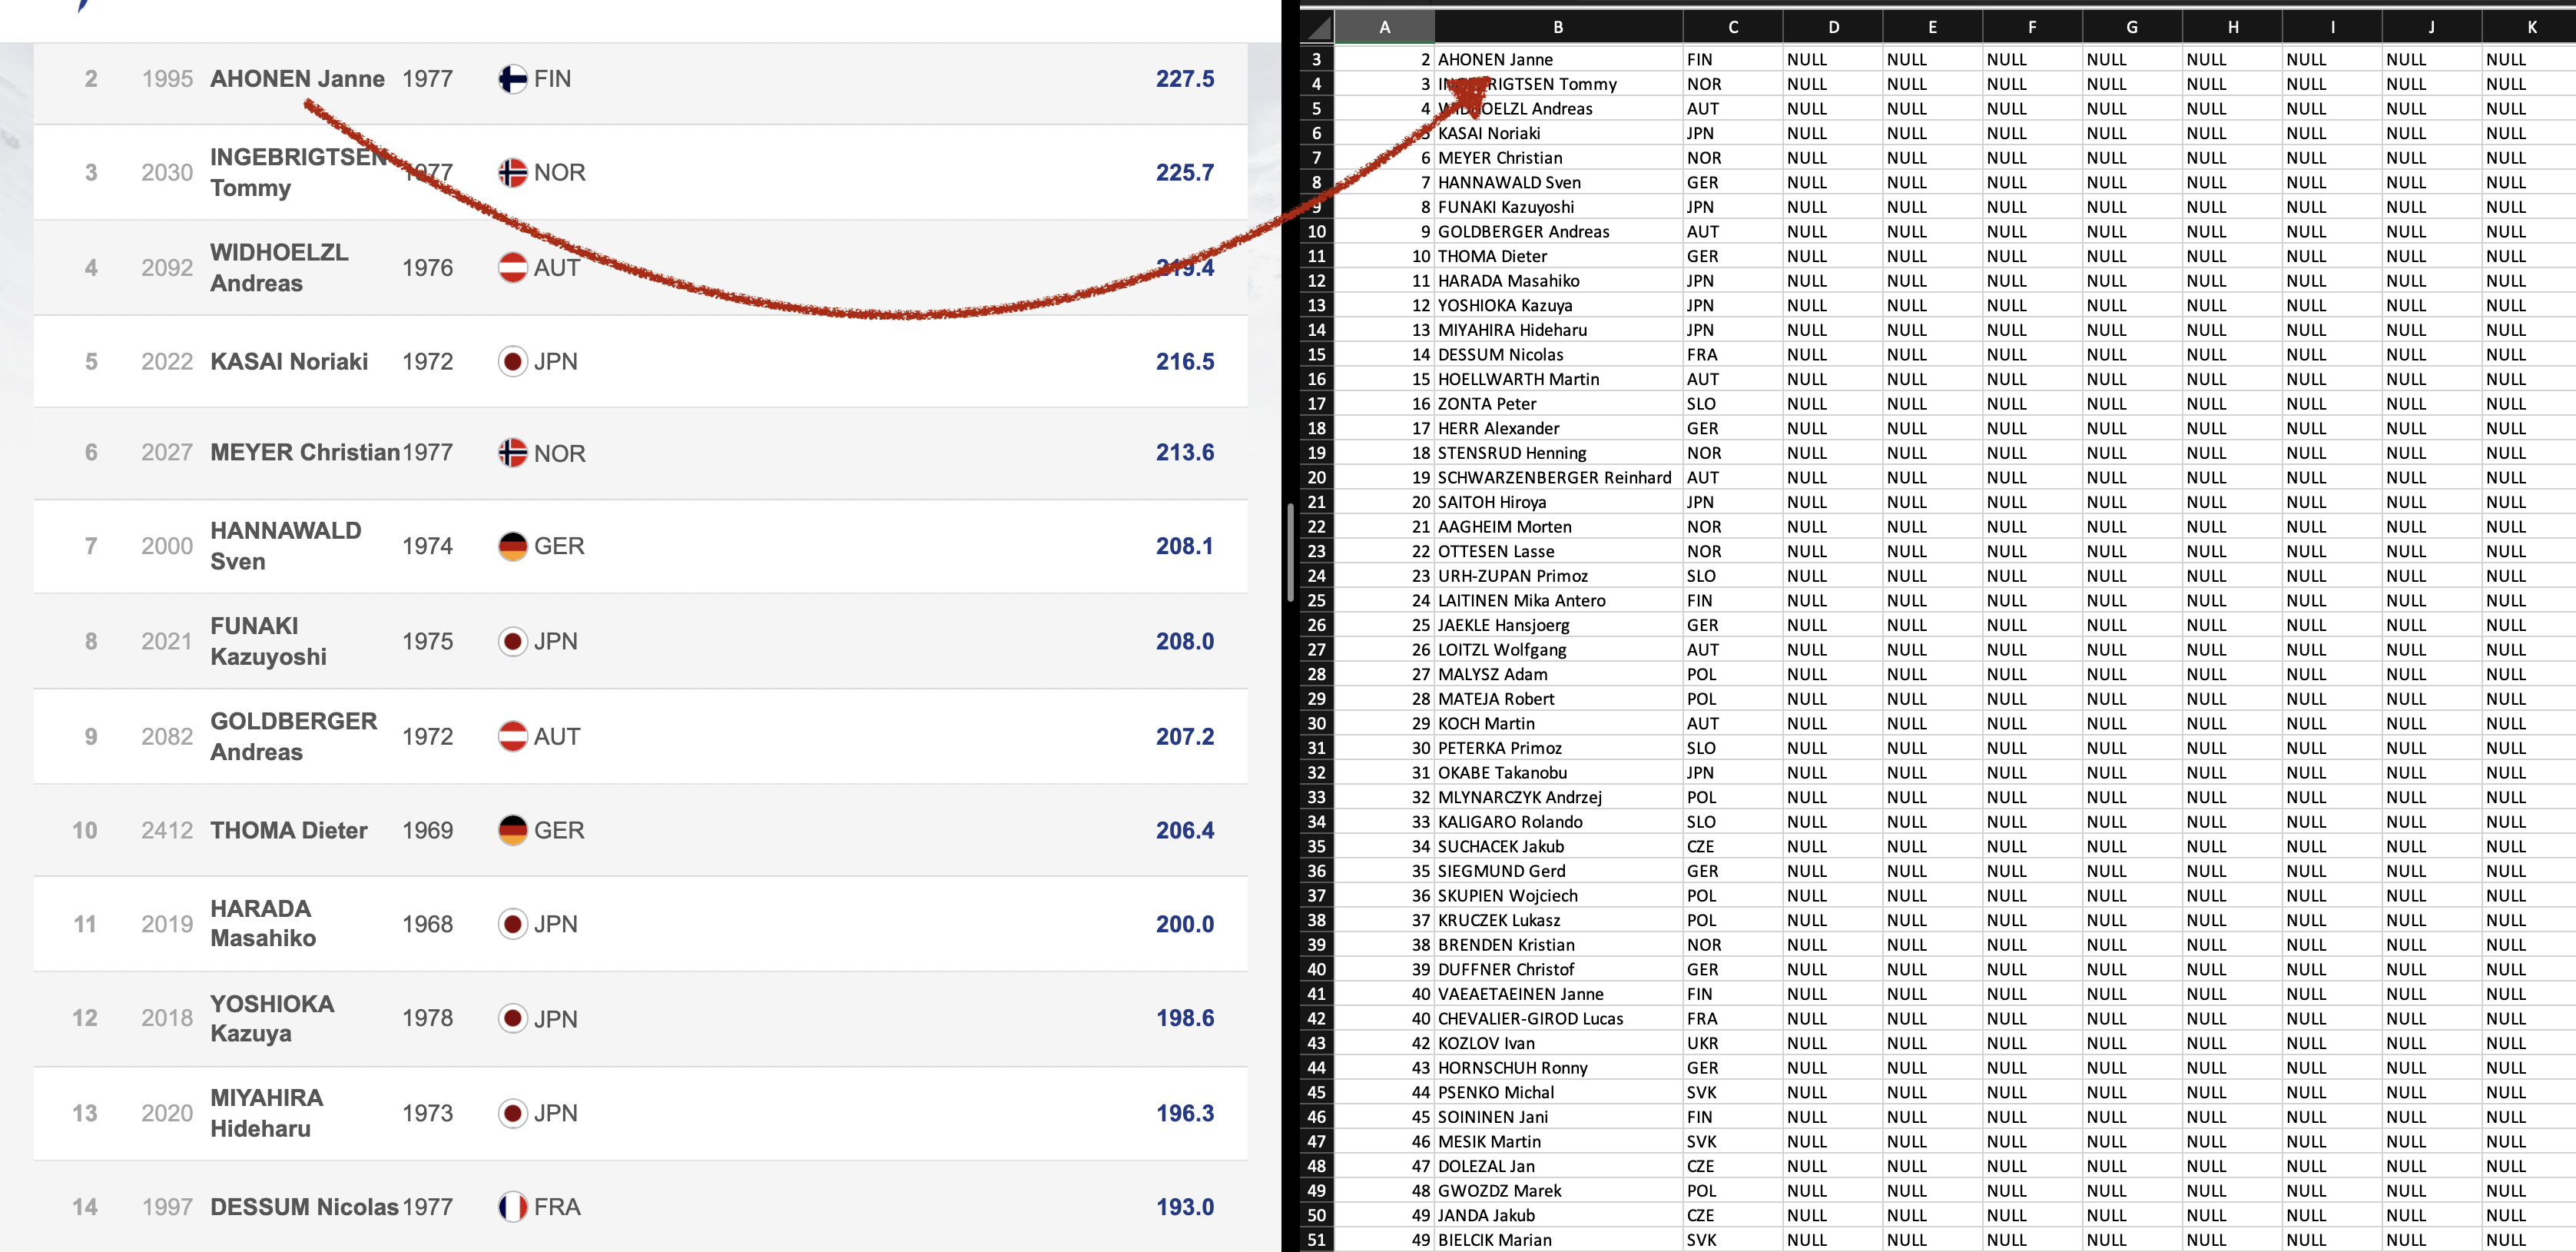 2 1995 AHONEN Janne 1977 FIN 227.5
3 2030 INGEBRIGTSEN Tommy 1977 NOR 225.7
4 2092 WIDHOELZL Andreas 1976 AUT 219.4
5 2022 KASAI Noriaki 1972 JPN 216.5
6 2027 MEYER Christian 1977 NOR 213.6
7 2000 HANNAWALD Sven 1974 GER 208.1
8 2021 FUNAKI Kazuyoshi 1975 JPN 208.0
9 2082 GOLDBERGER Andreas 1972 AUT 207.2
10 2412 THOMA Dieter 1969 GER 206.4
11 2019 HARADA Masahiko 1968 JPN 200.0
12 2018 YOSHIOKA Kazuya 1978 JPN 198.6
13 2020 MIYAHIRA Hideharu 1973 JPN 196.3
14 1997 DESSUM Nicolas 1977 FRA 193.0
A B C D E F G H I J K
3 2 AHONEN Janne FIN NULL NULL NULL NULL NULL NULL NULL NULL
4 3 INGEBRIGTSEN Tommy NOR NULL NULL NULL NULL NULL NULL NULL NULL
5 4 WIDHOELZL Andreas AUT NULL NULL NULL NULL NULL NULL NULL NULL
6 5 KASAI Noriaki JPN NULL NULL NULL NULL NULL NULL NULL NULL
7 6 MEYER Christian NOR NULL NULL NULL NULL NULL NULL NULL NULL
8 7 HANNAWALD Sven GER NULL NULL NULL NULL NULL NULL NULL NULL
9 8 FUNAKI Kazuyoshi JPN NULL NULL NULL NULL NULL NULL NULL NULL
10 9 GOLDBERGER Andreas AUT NULL NULL NULL NULL NULL NULL NULL NULL
11 10 THOMA Dieter GER NULL NULL NULL NULL NULL NULL NULL NULL
12 11 HARADA Masahiko JPN NULL NULL NULL NULL NULL NULL NULL NULL
13 12 YOSHIOKA Kazuya JPN NULL NULL NULL NULL NULL NULL NULL NULL
14 13 MIYAHIRA Hideharu JPN NULL NULL NULL NULL NULL NULL NULL NULL
15 14 DESSUM Nicolas FRA NULL NULL NULL NULL NULL NULL NULL NULL
16 15 HOELLWARTH Martin AUT NULL NULL NULL NULL NULL NULL NULL NULL
17 16 ZONTA Peter SLO NULL NULL NULL NULL NULL NULL NULL NULL
18 17 HERR Alexander GER NULL NULL NULL NULL NULL NULL NULL NULL
19 18 STENSRUD Henning NOR NULL NULL NULL NULL NULL NULL NULL NULL
20 19 SCHWARZENBERGER Reinhard AUT NULL NULL NULL NULL NULL NULL NULL NULL
21 20 SAITOH Hiroya JPN NULL NULL NULL NULL NULL NULL NULL NULL
22 21 AAGHEIM Morten NOR NULL NULL NULL NULL NULL NULL NULL NULL
23 22 OTTESEN Lasse NOR NULL NULL NULL NULL NULL NULL NULL NULL
24 23 URH-ZUPAN Primoz SLO NULL NULL NULL NULL NULL NULL NULL NULL
25 24 LAITINEN Mika Antero FIN NULL NULL NULL NULL NULL NULL NULL NULL
26 25 JAEKLE Hansjoerg GER NULL NULL NULL NULL NULL NULL NULL NULL
27 26 LOITZL Wolfgang AUT NULL NULL NULL NULL NULL NULL NULL NULL
28 27 MALYSZ Adam POL NULL NULL NULL NULL NULL NULL NULL NULL
29 28 MATEJA Robert POL NULL NULL NULL NULL NULL NULL NULL NULL
30 29 KOCH Martin AUT NULL NULL NULL NULL NULL NULL NULL NULL
31 30 PETERKA Primoz SLO NULL NULL NULL NULL NULL NULL NULL NULL
32 31 OKABE Takanobu JPN NULL NULL NULL NULL NULL NULL NULL NULL
33 32 MLYNARCZYK Andrzej POL NULL NULL NULL NULL NULL NULL NULL NULL
34 33 KALIGARO Rolando SLO NULL NULL NULL NULL NULL NULL NULL NULL
35 34 SUCHACEK Jakub CZE NULL NULL NULL NULL NULL NULL NULL NULL
36 35 SIEGMUND Gerd GER NULL NULL NULL NULL NULL NULL NULL NULL
37 36 SKUPIEN Wojciech POL NULL NULL NULL NULL NULL NULL NULL NULL
38 37 KRUCZEK Lukasz POL NULL NULL NULL NULL NULL NULL NULL NULL
39 38 BRENDEN Kristian NOR NULL NULL NULL NULL NULL NULL NULL NULL
40 39 DUFFNER Christof GER NULL NULL NULL NULL NULL NULL NULL NULL
41 40 VAEAETAEINEN Janne FIN NULL NULL NULL NULL NULL NULL NULL NULL
42 40 CHEVALIER-GIROD Lucas FRA NULL NULL NULL NULL NULL NULL NULL NULL
43 42 KOZLOV Ivan UKR NULL NULL NULL NULL NULL NULL NULL NULL
44 43 HORNSCHUH Ronny GER NULL NULL NULL NULL NULL NULL NULL NULL
45 44 PSENKO Michal SVK NULL NULL NULL NULL NULL NULL NULL NULL
46 45 SOININEN Jani FIN NULL NULL NULL NULL NULL NULL NULL NULL
47 46 MESIK Martin SVK NULL NULL NULL NULL NULL NULL NULL NULL
48 47 DOLEZAL Jan CZE NULL NULL NULL NULL NULL NULL NULL NULL
49 48 GWOZDZ Marek POL NULL NULL NULL NULL NULL NULL NULL NULL
50 49 JANDA Jakub CZE NULL NULL NULL NULL NULL NULL NULL NULL
51 49 BIELCIK Marian SVK NULL NULL NULL NULL NULL NULL NULL NULL